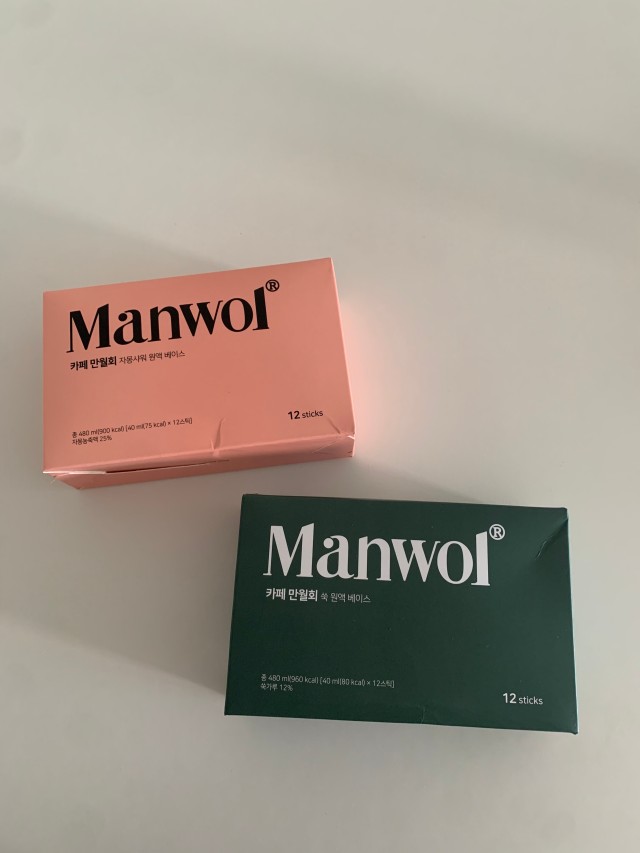 Manwol®
카페 만월회 자몽사워 원액 베이스
총 480 ml(900 kcal) [40 ml(75 kcal) × 12스틱]
자몽농축액 25%
12 sticks
Manwol®
카페 만월회 쑥 원액 베이스
총 480 ml(960 kcal) [40 ml(80 kcal) × 12스틱]
쑥가루 12%
12 sticks